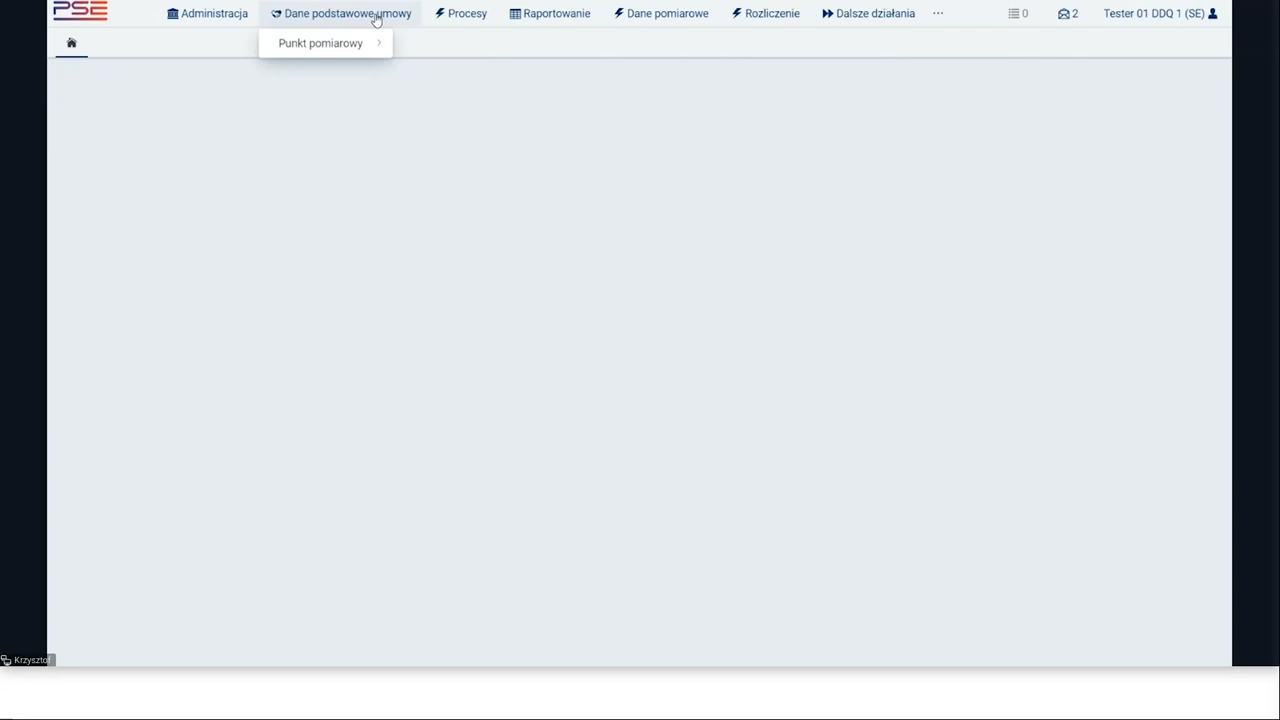 PSE Administracja Dane podstawowe umowy Procesy Raportowanie Dane pomiarowe Rozliczenie Dalsze działania ... 0 2 Tester 01 DDQ 1 (SE)
Punkt pomiarowy
Krzysztof